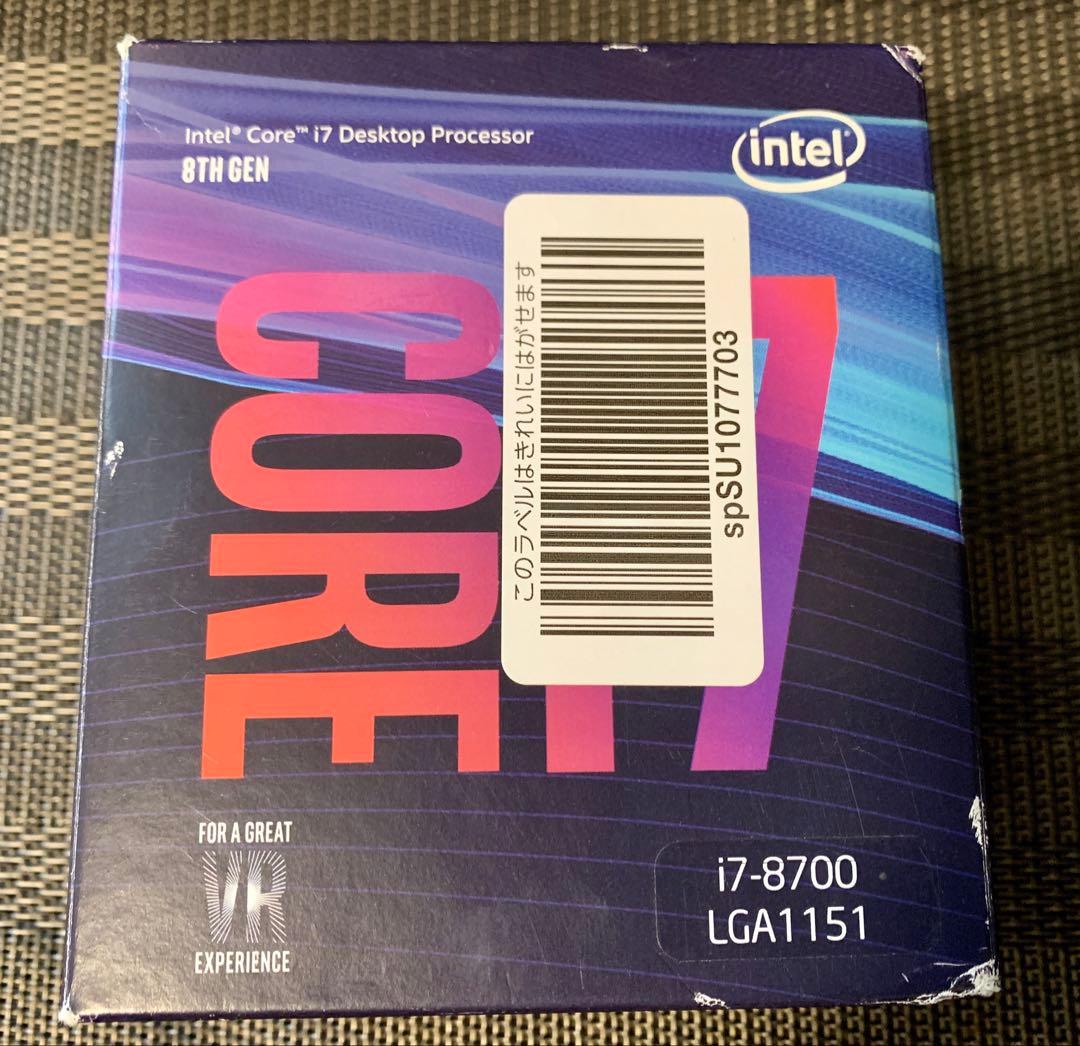 Intel® Core™ i7 Desktop Processor
8TH GEN
intel®
CORE
i7
このラベルはきれいにはがせます
spSU1077703
FOR A GREAT
VR
EXPERIENCE
i7-8700
LGA1151